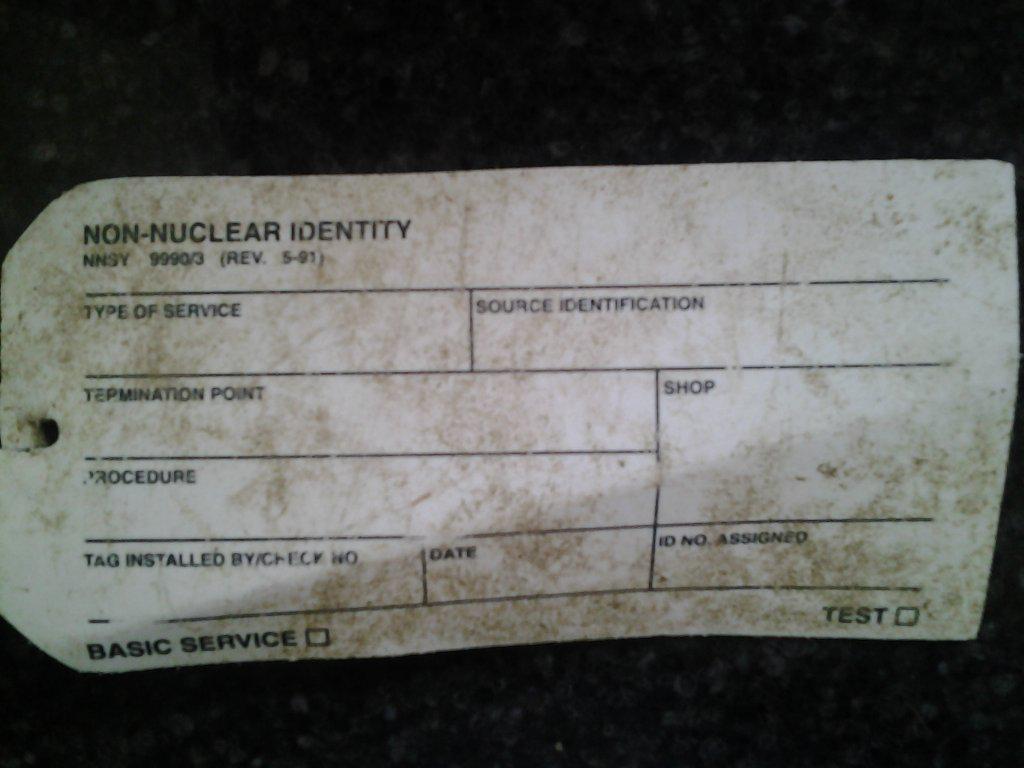 NON-NUCLEAR IDENTITY
NNSY 9990/3 (REV. 5-91)
TYPE OF SERVICE
SOURCE IDENTIFICATION
TERMINATION POINT
SHOP
PROCEDURE
TAG INSTALLED BY/CHECK NO
DATE
ID NO. ASSIGNED
BASIC SERVICE
TEST